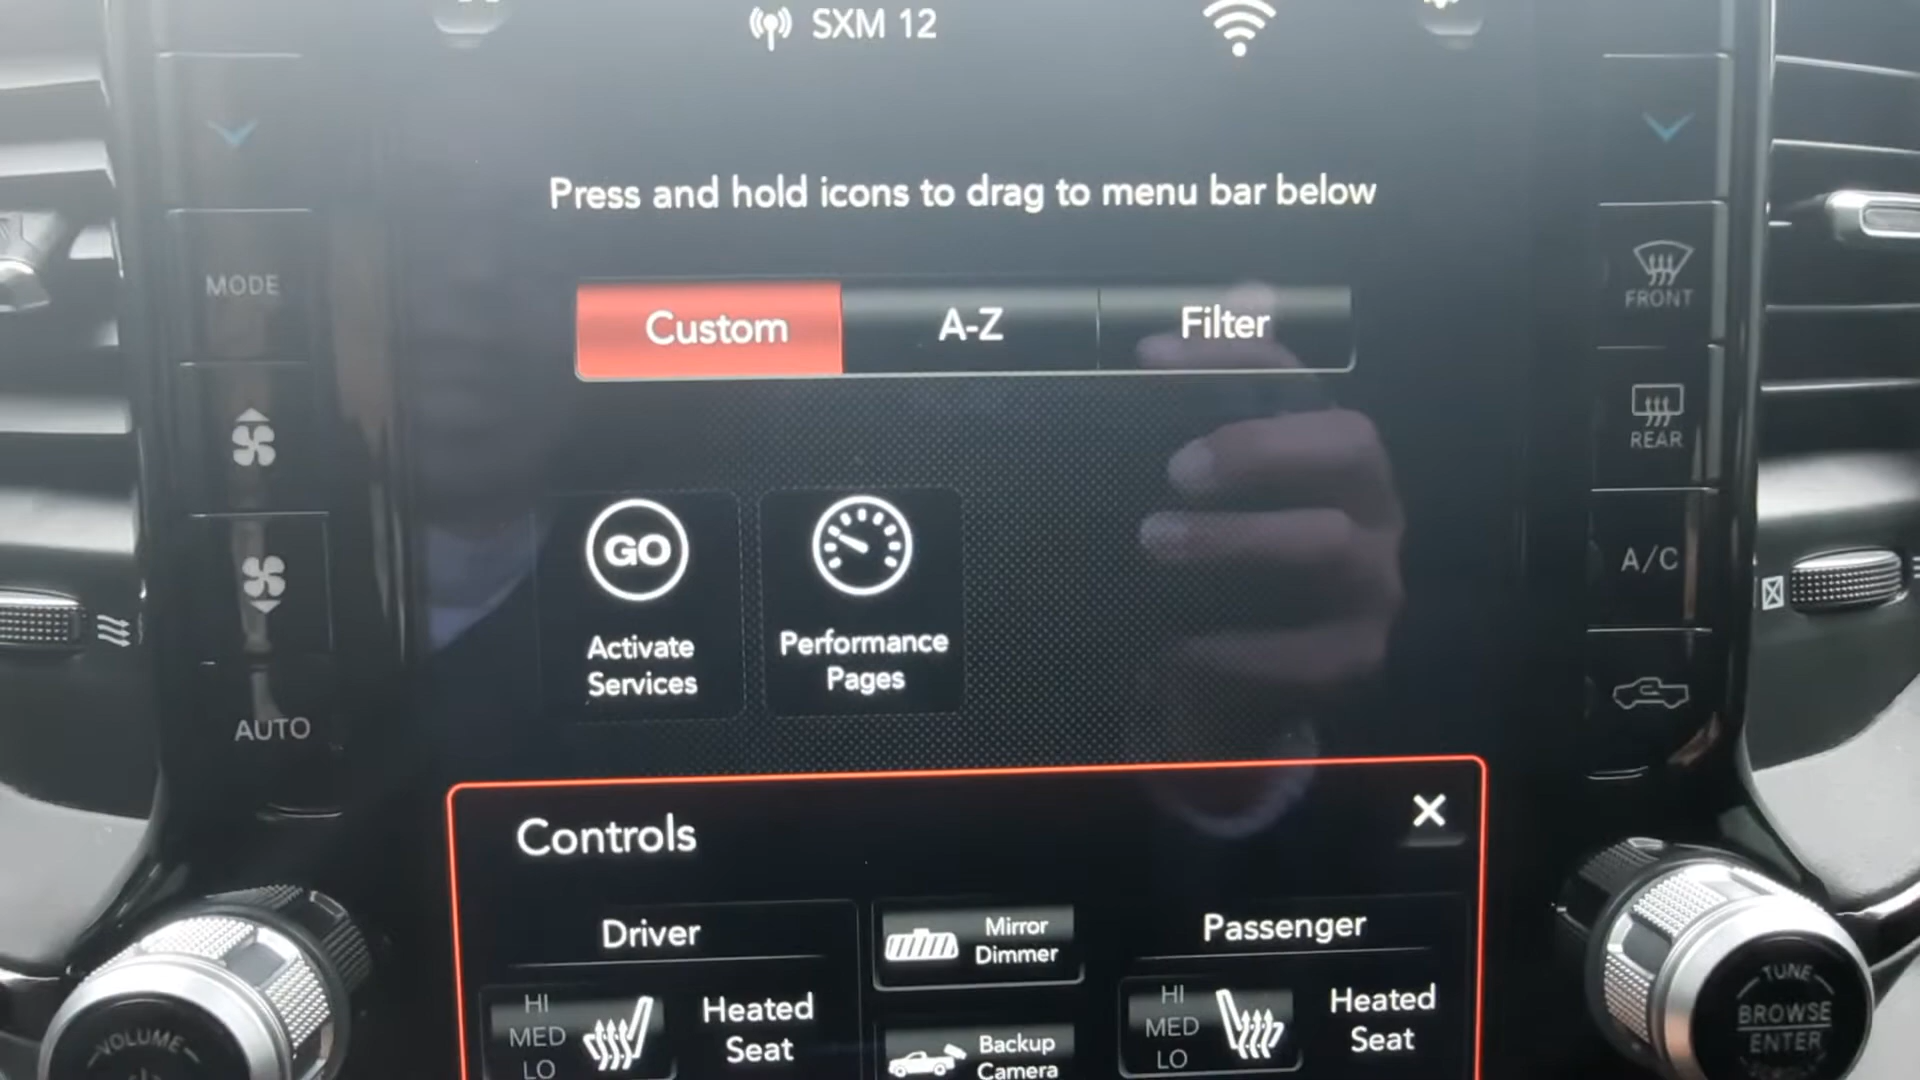 SXM 12
Press and hold icons to drag to menu bar below
MODE
FRONT
Custom
A-Z
Filter
REAR
GO
A/C
Activate
Services
Performance
Pages
AUTO
Controls
Driver
Mirror
Dimmer
Passenger
HI
MED
LO
Heated
Seat
Backup
Camera
HI
MED
LO
Heated
Seat
VOLUME
TUNE
BROWSE
ENTER